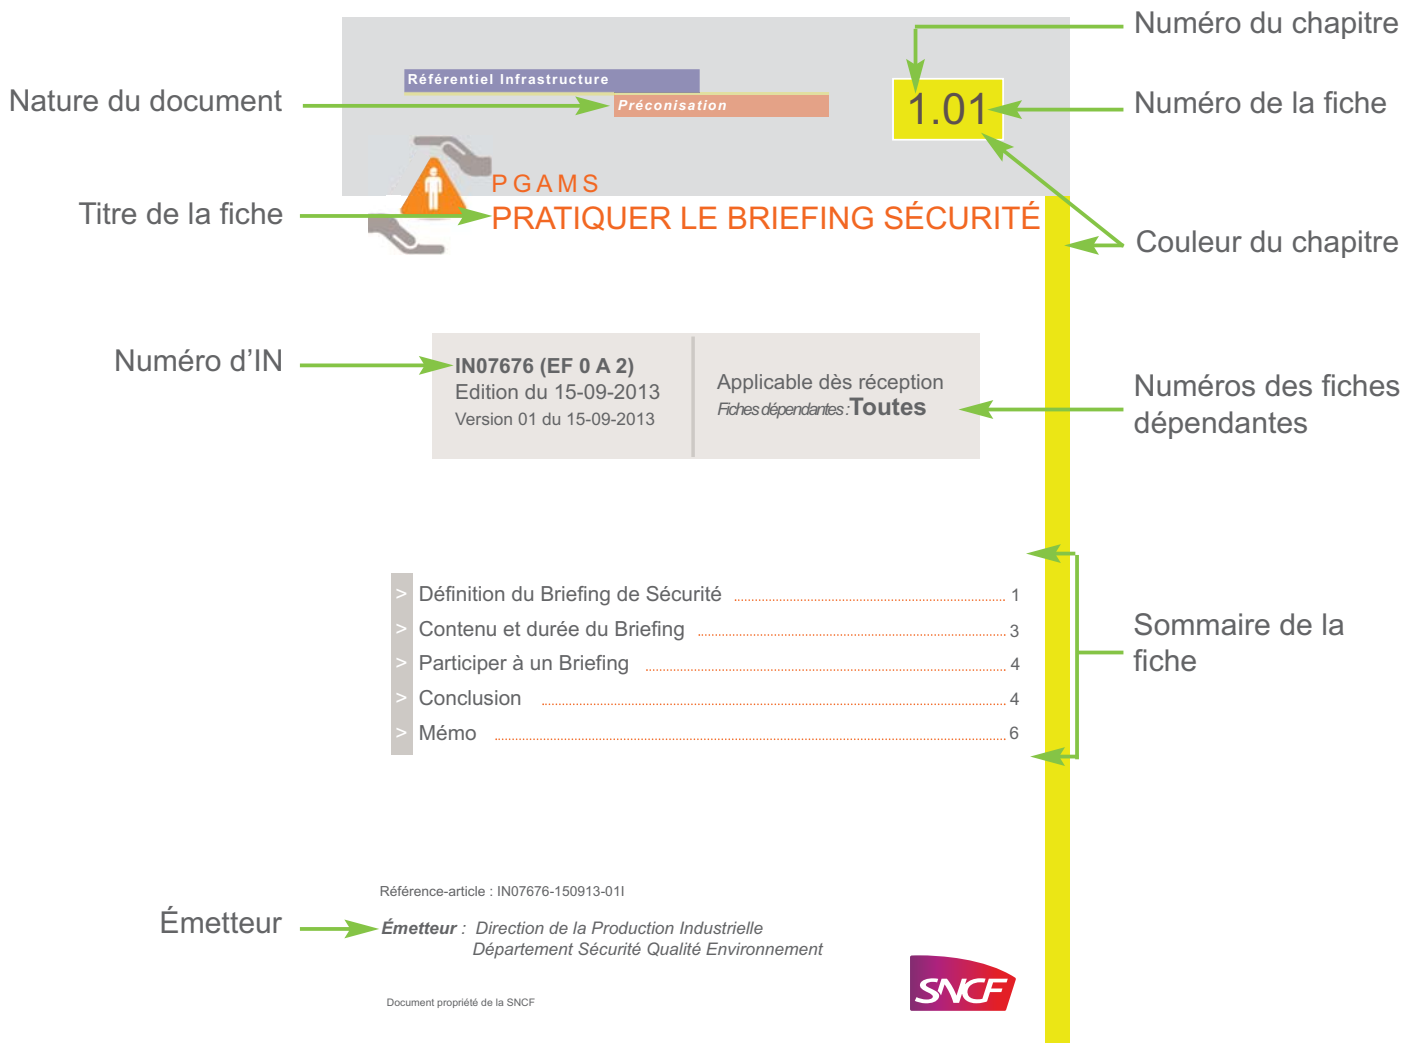 Numéro du chapitre
Référentiel Infrastructure
Nature du document
Préconisation
1.01
Numéro de la fiche
PGAMS
Titre de la fiche
PRATIQUER LE BRIEFING SÉCURITÉ
Couleur du chapitre
Numéro d’IN
IN07676 (EF 0 A 2)
Edition du 15-09-2013
Version 01 du 15-09-2013
Applicable dès réception
Fiches dépendantes : Toutes
Numéros des fiches
dépendantes
> Définition du Briefing de Sécurité 1
> Contenu et durée du Briefing 3
> Participer à un Briefing 4
> Conclusion 4
> Mémo 6
Sommaire de la
fiche
Référence-article : IN07676-150913-01I
Émetteur
Émetteur : Direction de la Production Industrielle
Département Sécurité Qualité Environnement
Document propriété de la SNCF
SNCF